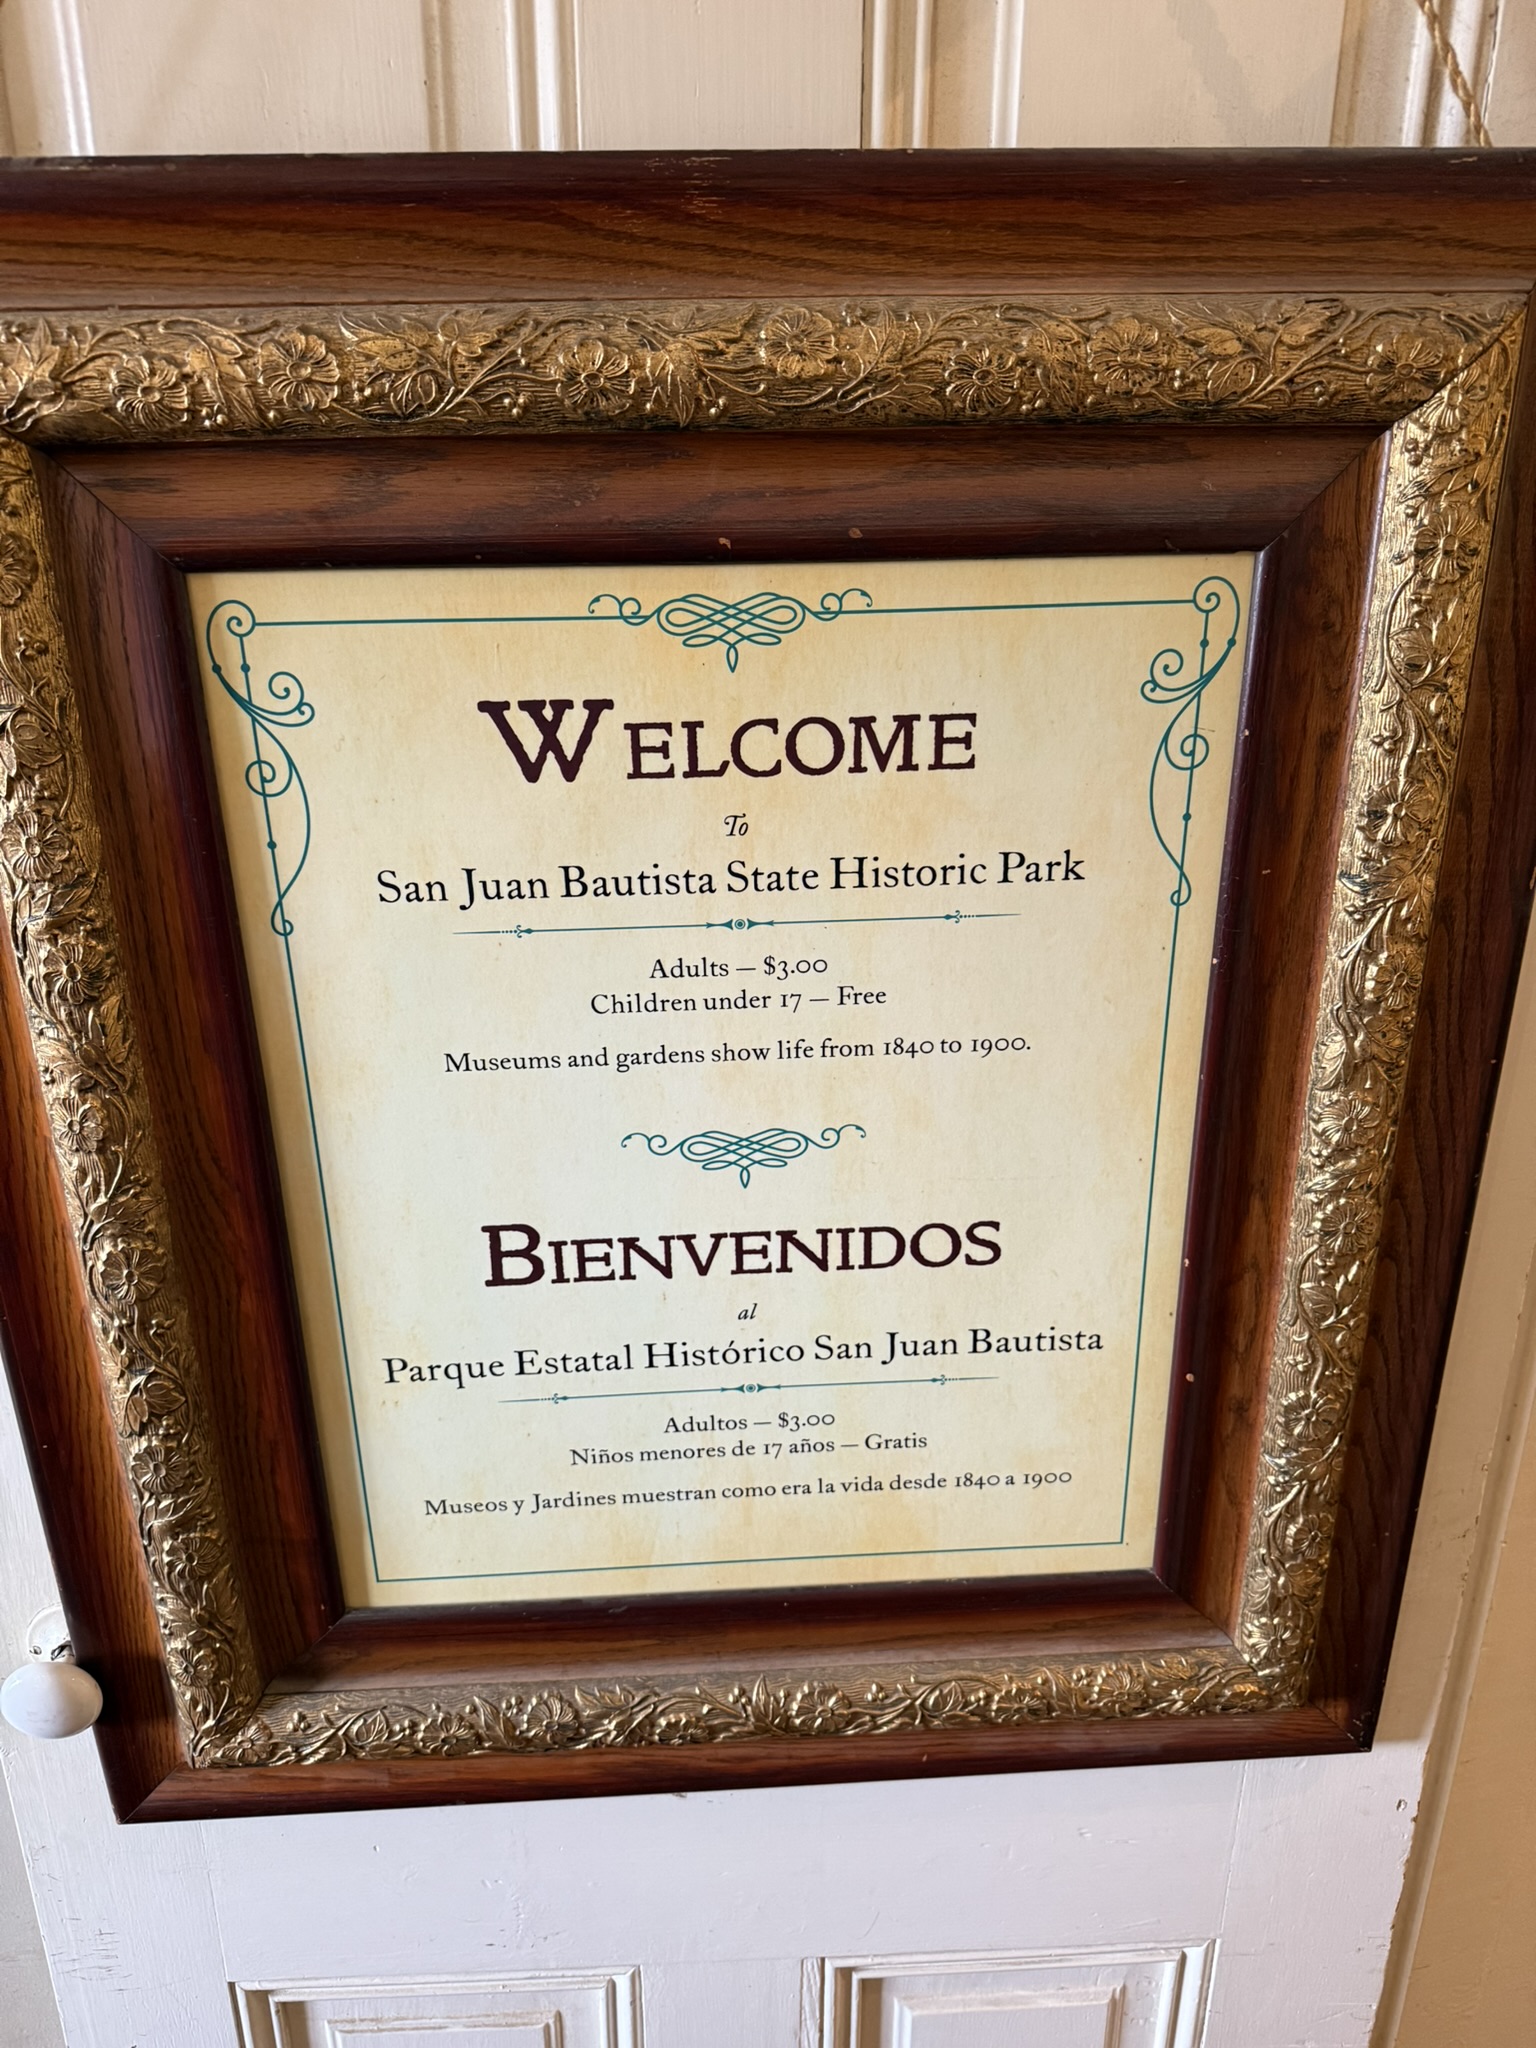 WELCOME
To
San Juan Bautista State Historic Park
Adults — $3.00
Children under 17 — Free
Museums and gardens show life from 1840 to 1900.
BIENVENIDOS
al
Parque Estatal Histórico San Juan Bautista
Adultos — $3.00
Niños menores de 17 años — Gratis
Museos y Jardines muestran como era la vida desde 1840 a 1900